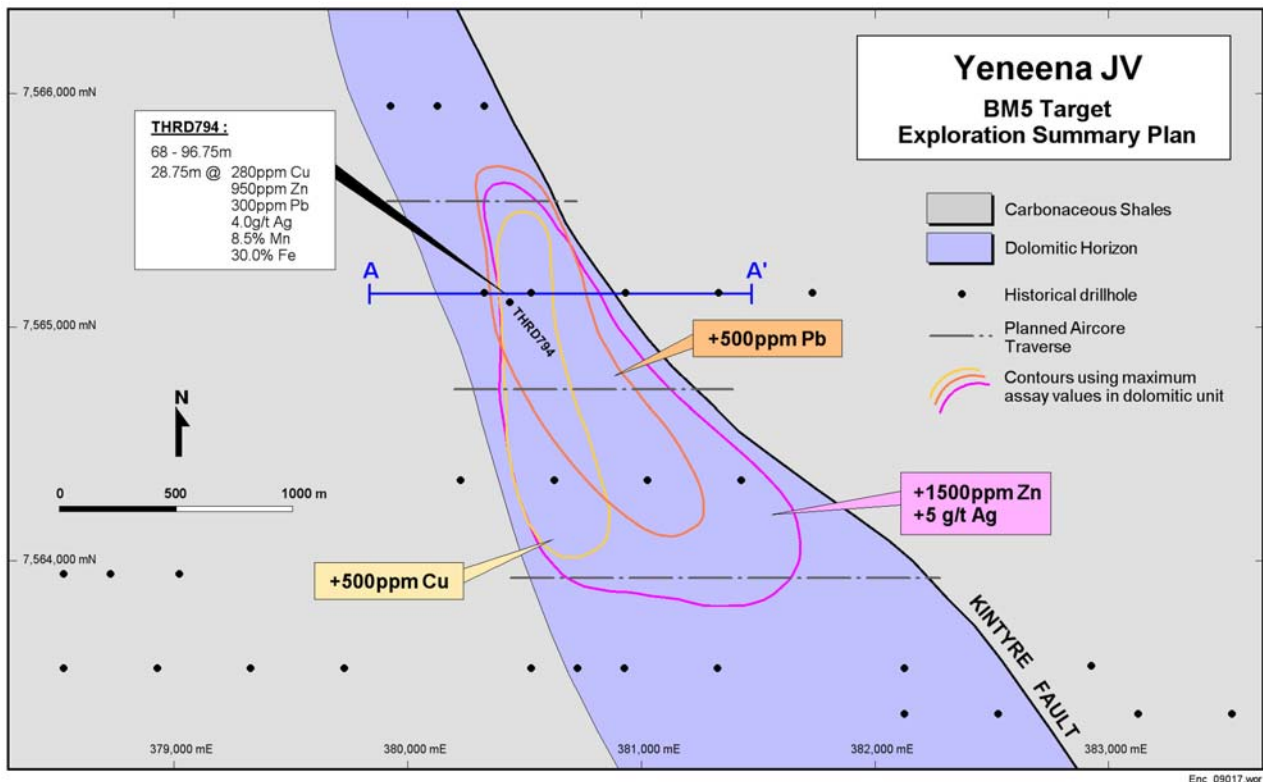 Yeneena JV
BM5 Target
Exploration Summary Plan
7,566,000 mN
THRD794 :
68 - 96.75m
28.75m @ 280ppm Cu
950ppm Zn
300ppm Pb
4.0g/t Ag
8.5% Mn
30.0% Fe
Carbonaceous Shales
Dolomitic Horizon
Historical drillhole
Planned Aircore
Traverse
Contours using maximum
assay values in dolomitic unit
A
A'
7,565,000 mN
THRD794
+500ppm Pb
N
0 500 1000 m
+1500ppm Zn
+5 g/t Ag
7,564,000 mN
+500ppm Cu
KINTYRE FAULT
379,000 mE
380,000 mE
381,000 mE
382,000 mE
383,000 mE
Enc_09017.wor